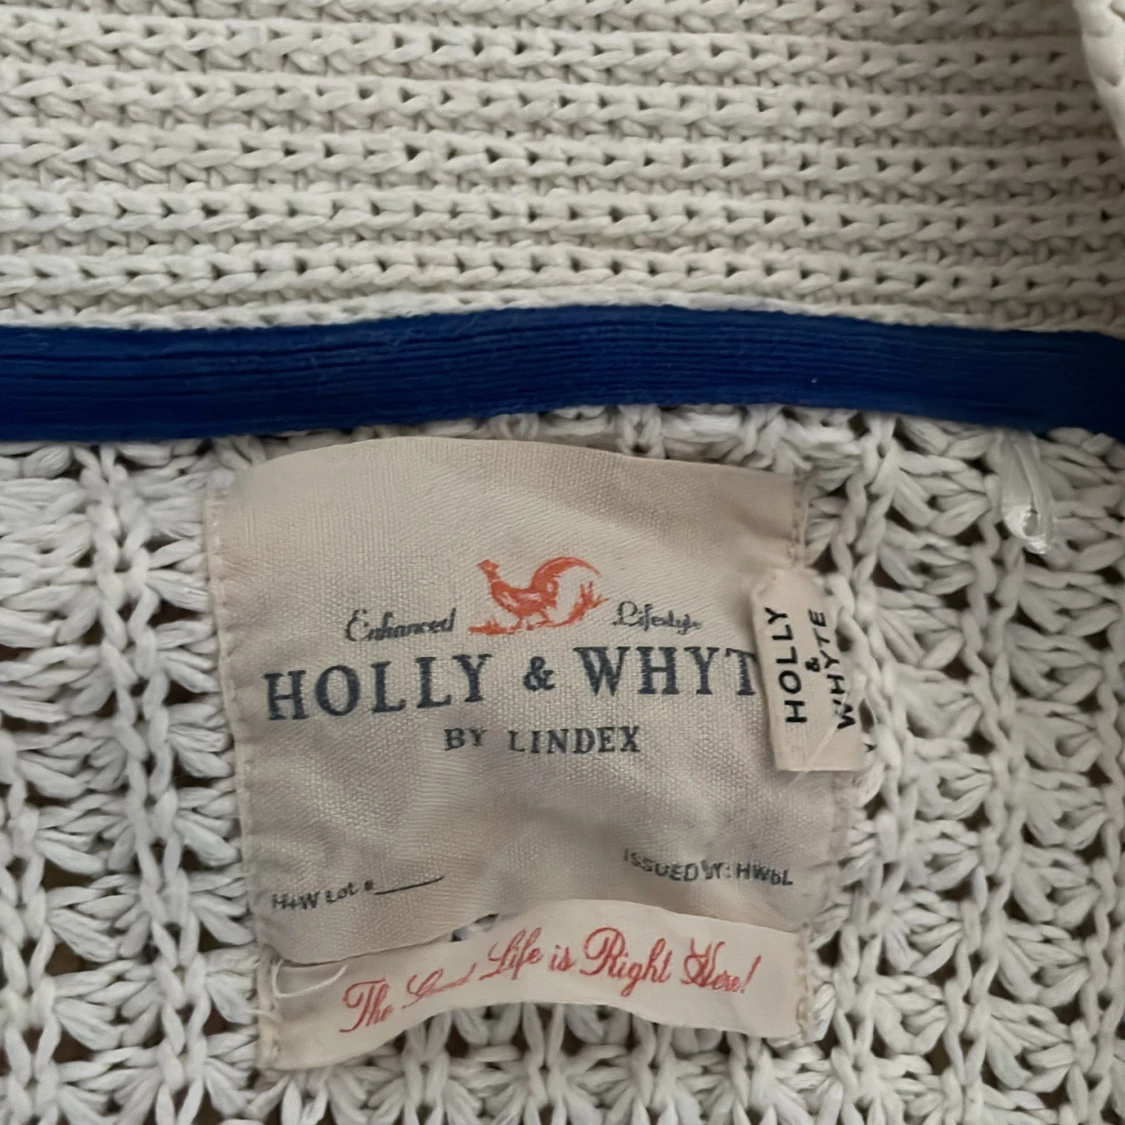 Enhanced Lifestyle
HOLLY & WHYT
BY LINDEX
HOLLY
&
WHYTE
H+W Lot #
ISSUED BY: HWBL
The Good Life is Right Here!